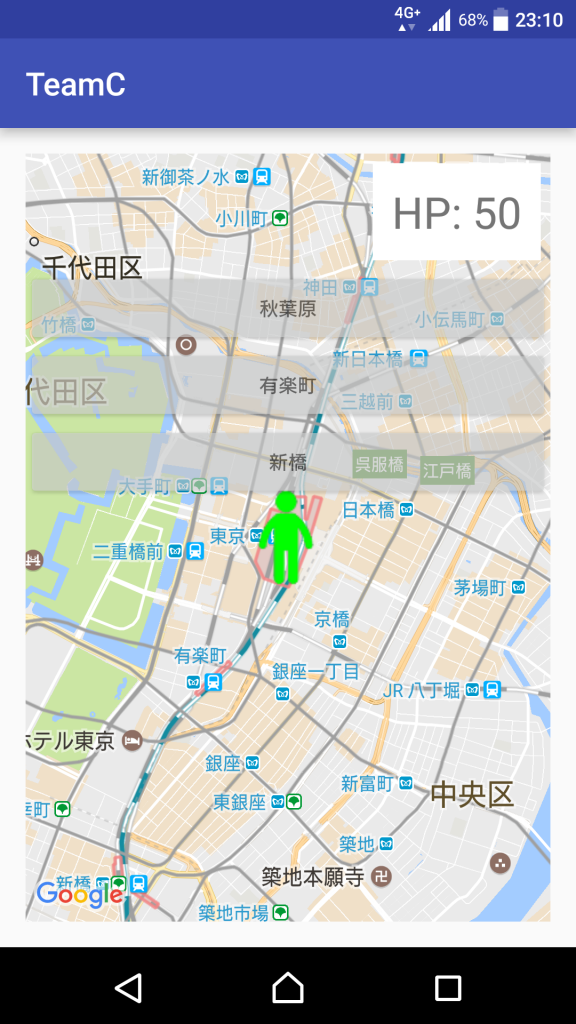 4G+
68%
23:10
TeamC
新御茶ノ水
HP: 50
小川町
千代田区
神田
秋葉原
竹橋
小伝馬町
新日本橋
有楽町
代田区
三越前
新橋
呉服橋
江戸橋
大手町
日本橋
東京
二重橋前
茅場町
京橋
有楽町
銀座一丁目
JR 八丁堀
ホテル東京
銀座
新富町
中央区
東銀座
幸町
築地
築地本願寺
新橋
Google
築地市場